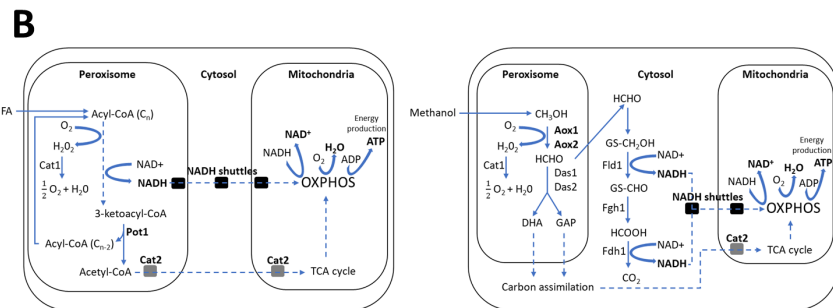 B
Peroxisome
Cytosol
Mitochondria
FA
Acyl-CoA (Cn)
O2
H2O2
Cat1
1/2 O2 + H20
NAD+
NADH
3-ketoacyl-CoA
Pot1
Acyl-CoA (Cn-2)
Acetyl-CoA
Cat2
NADH shuttles
Cat2
NAD+
NADH
O2
H2O
ADP
Energy
production
ATP
OXPHOS
TCA cycle
Peroxisome
Cytosol
Mitochondria
Methanol
CH3OH
O2
H2O2
Aox1
Aox2
Cat1
1/2 O2 + H20
HCHO
Das1
Das2
DHA
GAP
Carbon assimilation
HCHO
GS-CH2OH
Fld1
NAD+
NADH
GS-CHO
Fgh1
HCOOH
Fdh1
NAD+
NADH
CO2
NADH shuttles
Cat2
NAD+
NADH
O2
H2O
ADP
Energy
production
ATP
OXPHOS
TCA cycle